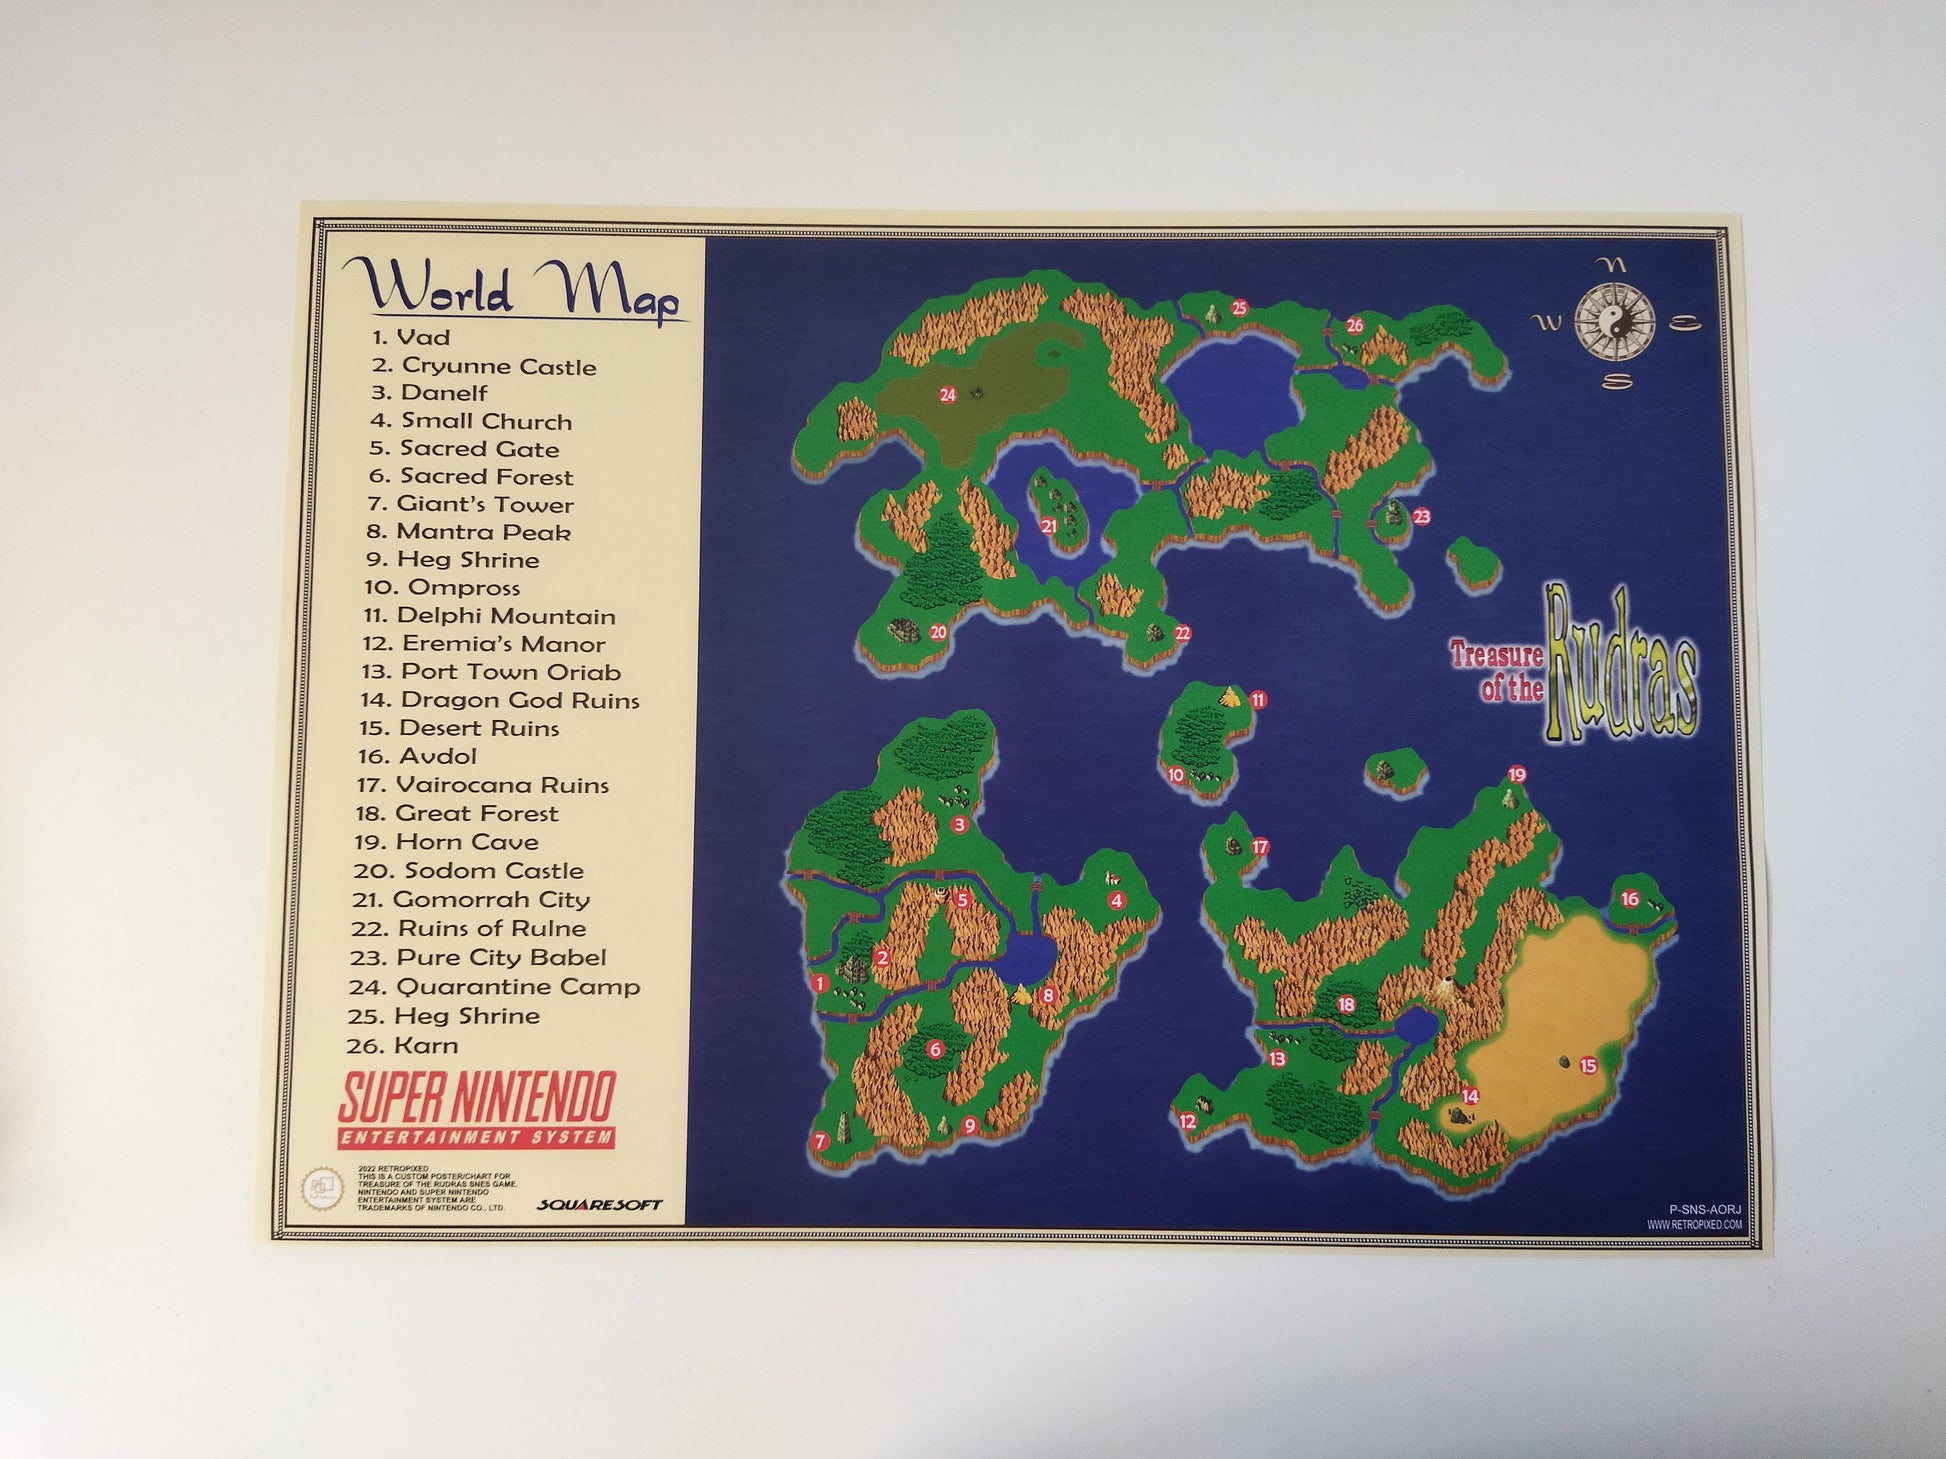 World Map
1. Vad
2. Cryunne Castle
3. Danelf
4. Small Church
5. Sacred Gate
6. Sacred Forest
7. Giant's Tower
8. Mantra Peak
9. Heg Shrine
10. Ompross
11. Delphi Mountain
12. Eremia's Manor
13. Port Town Oriab
14. Dragon God Ruins
15. Desert Ruins
16. Avdol
17. Vairocana Ruins
18. Great Forest
19. Horn Cave
20. Sodom Castle
21. Gomorrah City
22. Ruins of Rulne
23. Pure City Babel
24. Quarantine Camp
25. Heg Shrine
26. Karn
SUPER NINTENDO
ENTERTAINMENT SYSTEM
2022 RETROPIXED.
THIS IS A CUSTOM POSTER/CHART FOR
TREASURE OF THE RUDRAS SNES GAME.
NINTENDO AND SUPER NINTENDO
ENTERTAINMENT SYSTEM ARE
TRADEMARKS OF NINTENDO CO., LTD.
SQUARESOFT
N
W E
S
25
26
24
21
23
20
22
Treasure
of the
Rudras
11
10
19
3
17
4
5
16
2
1
8
18
6
13
15
14
7
9
12
P-SNS-AORJ
WWW.RETROPIXED.COM